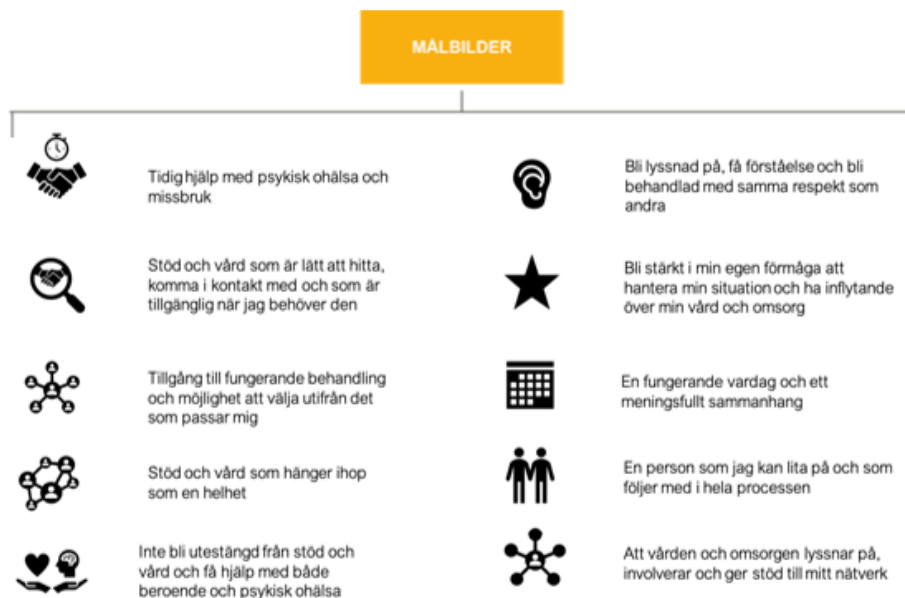 MÅLBILDER
Tidig hjälp med psykisk ohälsa och
missbruk
Stöd och vård som är lätt att hitta,
komma i kontakt med och som är
tillgänglig när jag behöver den
Tillgång till fungerande behandling
och möjlighet att välja utifrån det
som passar mig
Stöd och vård som hänger ihop
som en helhet
Inte bli utestängd från stöd och
vård och få hjälp med både
beroende och psykisk ohälsa
Bli lyssnad på, få förståelse och bli
behandlad med samma respekt som
andra
Bli stärkt i min egen förmåga att
hantera min situation och ha inflytande
över min vård och omsorg
En fungerande vardag och ett
meningsfullt sammanhang
En person som jag kan lita på och som
följer med i hela processen
Att vården och omsorgen lyssnar på,
involverar och ger stöd till mitt nätverk